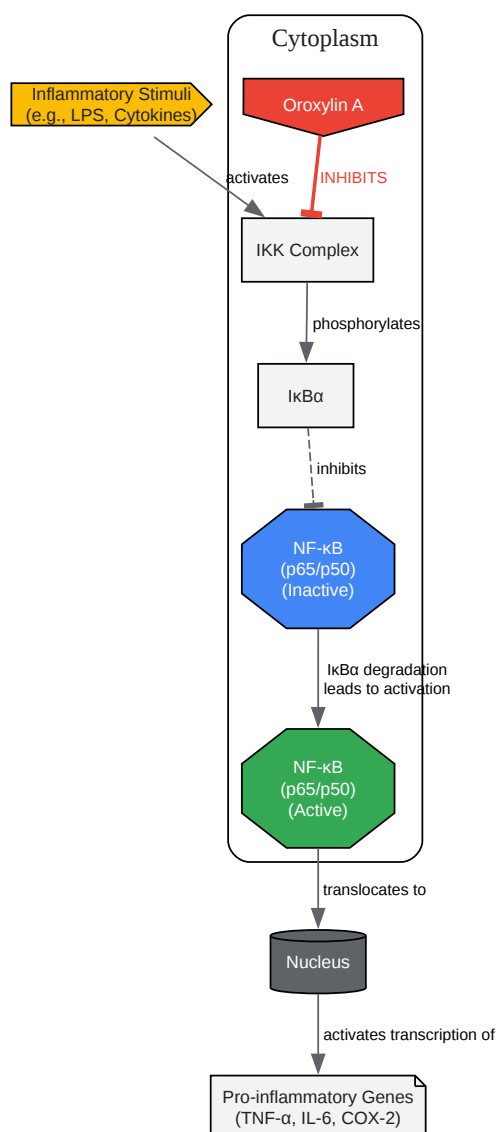 Cytoplasm
Inflammatory Stimuli
(e.g., LPS, Cytokines)
Oroxylin A
activates
INHIBITS
IKK Complex
phosphorylates
IκBα
inhibits
NF-κB
(p65/p50)
(Inactive)
IκBα degradation
leads to activation
NF-κB
(p65/p50)
(Active)
translocates to
Nucleus
activates transcription of
Pro-inflammatory Genes
(TNF-α, IL-6, COX-2)